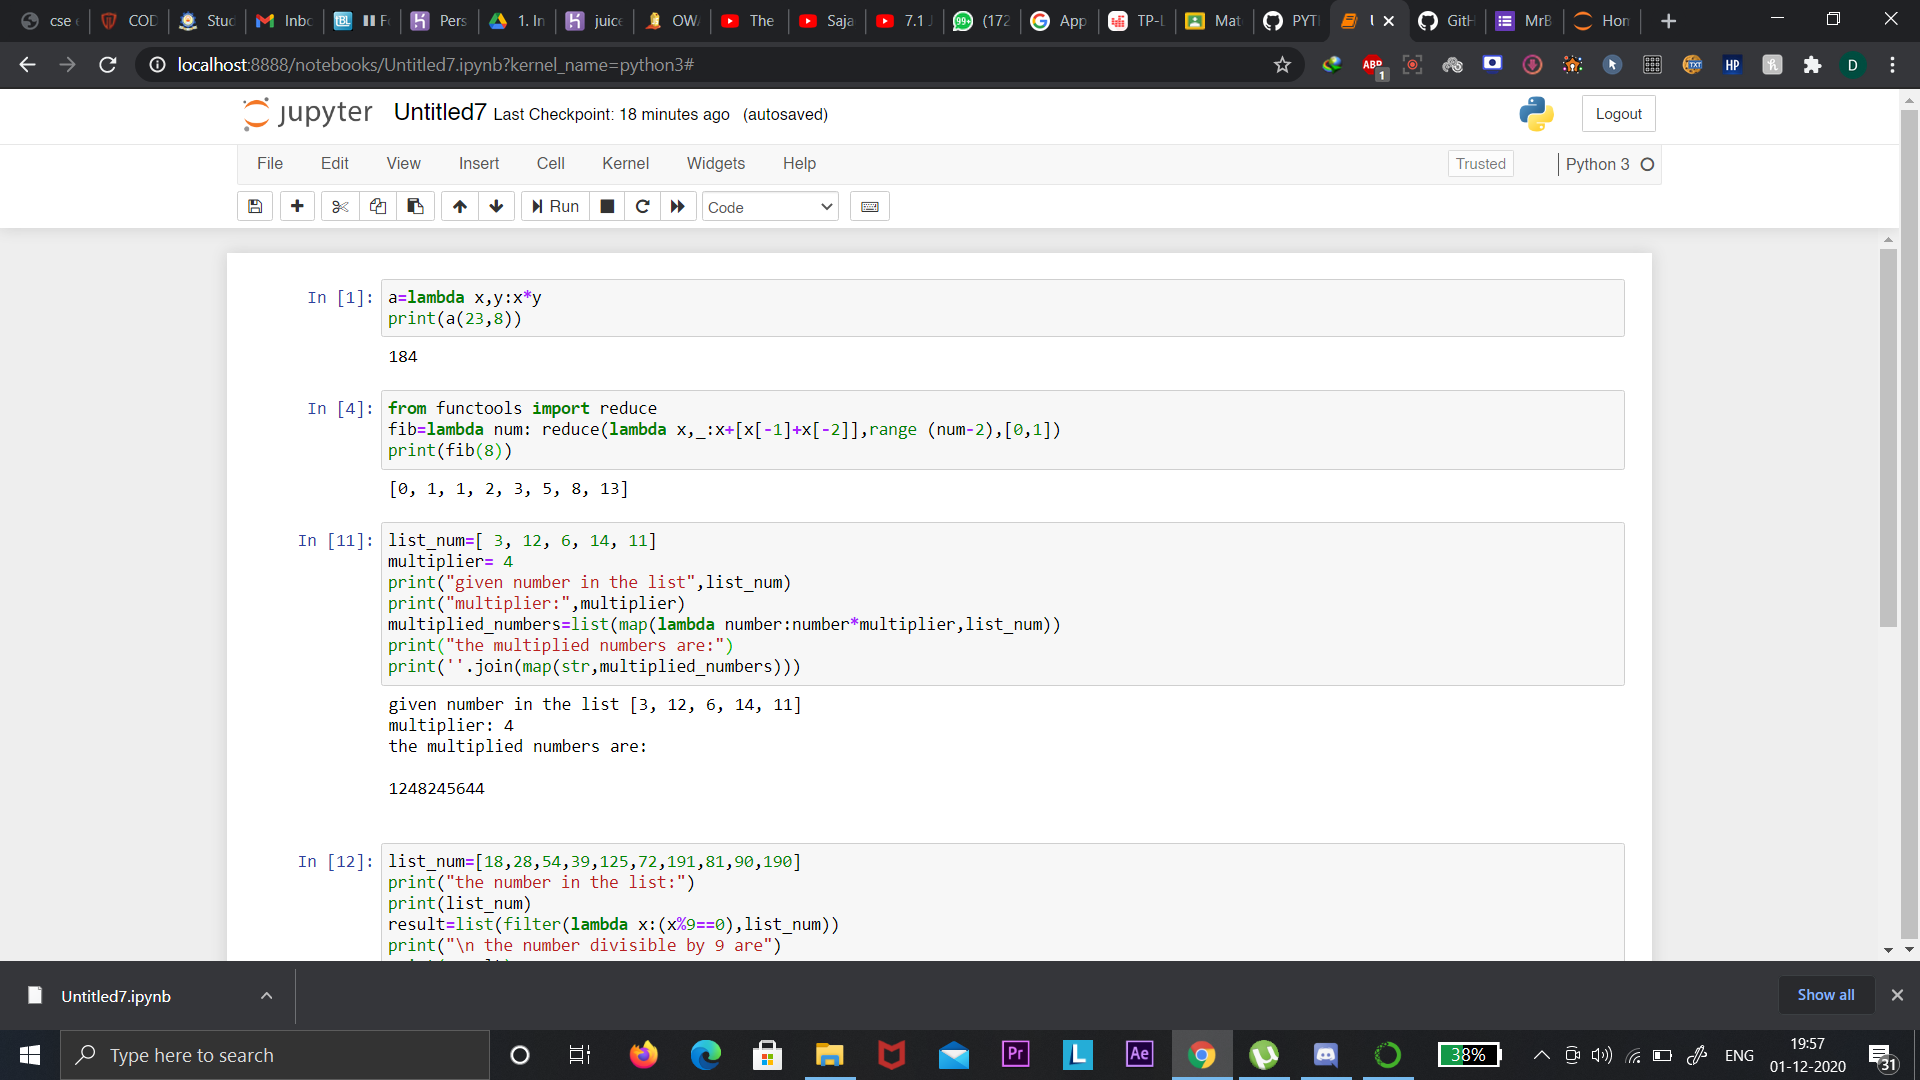 cse
COD
Stud
Inbc
Pers
1. In
juice
OWA
The
Saja
7.1
(172
App
TP-L
Mat
PYT
GitH
MrB
Hon
localhost:8888/notebooks/Untitled7.ipynb?kernel_name=python3#
ABP
1
HP
D
jupyter Untitled7 Last Checkpoint: 18 minutes ago (autosaved)
Logout
File Edit View Insert Cell Kernel Widgets Help
Trusted
Python 3
Run
Code
In [1]: a=lambda x,y:x*y
print(a(23,8))
184
In [4]: from functools import reduce
fib=lambda num: reduce(lambda x,_:x+[x[-1]+x[-2]],range (num-2),[0,1])
print(fib(8))
[0, 1, 1, 2, 3, 5, 8, 13]
In [11]: list_num=[ 3, 12, 6, 14, 11]
multiplier= 4
print("given number in the list",list_num)
print("multiplier:",multiplier)
multiplied_numbers=list(map(lambda number:number*multiplier,list_num))
print("the multiplied numbers are:")
print(''.join(map(str,multiplied_numbers)))
given number in the list [3, 12, 6, 14, 11]
multiplier: 4
the multiplied numbers are:
1248245644
In [12]: list_num=[18,28,54,39,125,72,191,81,90,190]
print("the number in the list:")
print(list_num)
result=list(filter(lambda x:(x%9==0),list_num))
print("\n the number divisible by 9 are")
Untitled7.ipynb
Show all
Type here to search
Pr
L
Ae
38%
ENG
19:57
01-12-2020
31